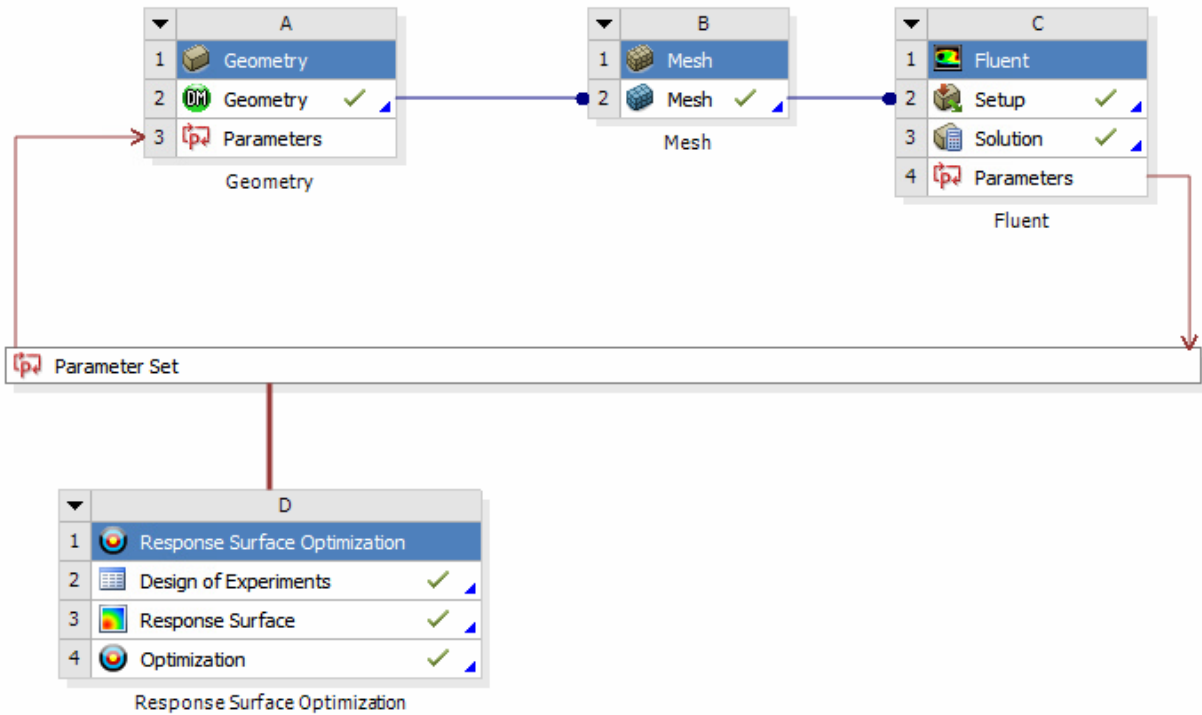 A
1 Geometry
2 DM Geometry
3 Parameters
Geometry
B
1 Mesh
2 Mesh
Mesh
C
1 Fluent
2 Setup
3 Solution
4 Parameters
Fluent
Parameter Set
D
1 Response Surface Optimization
2 Design of Experiments
3 Response Surface
4 Optimization
Response Surface Optimization